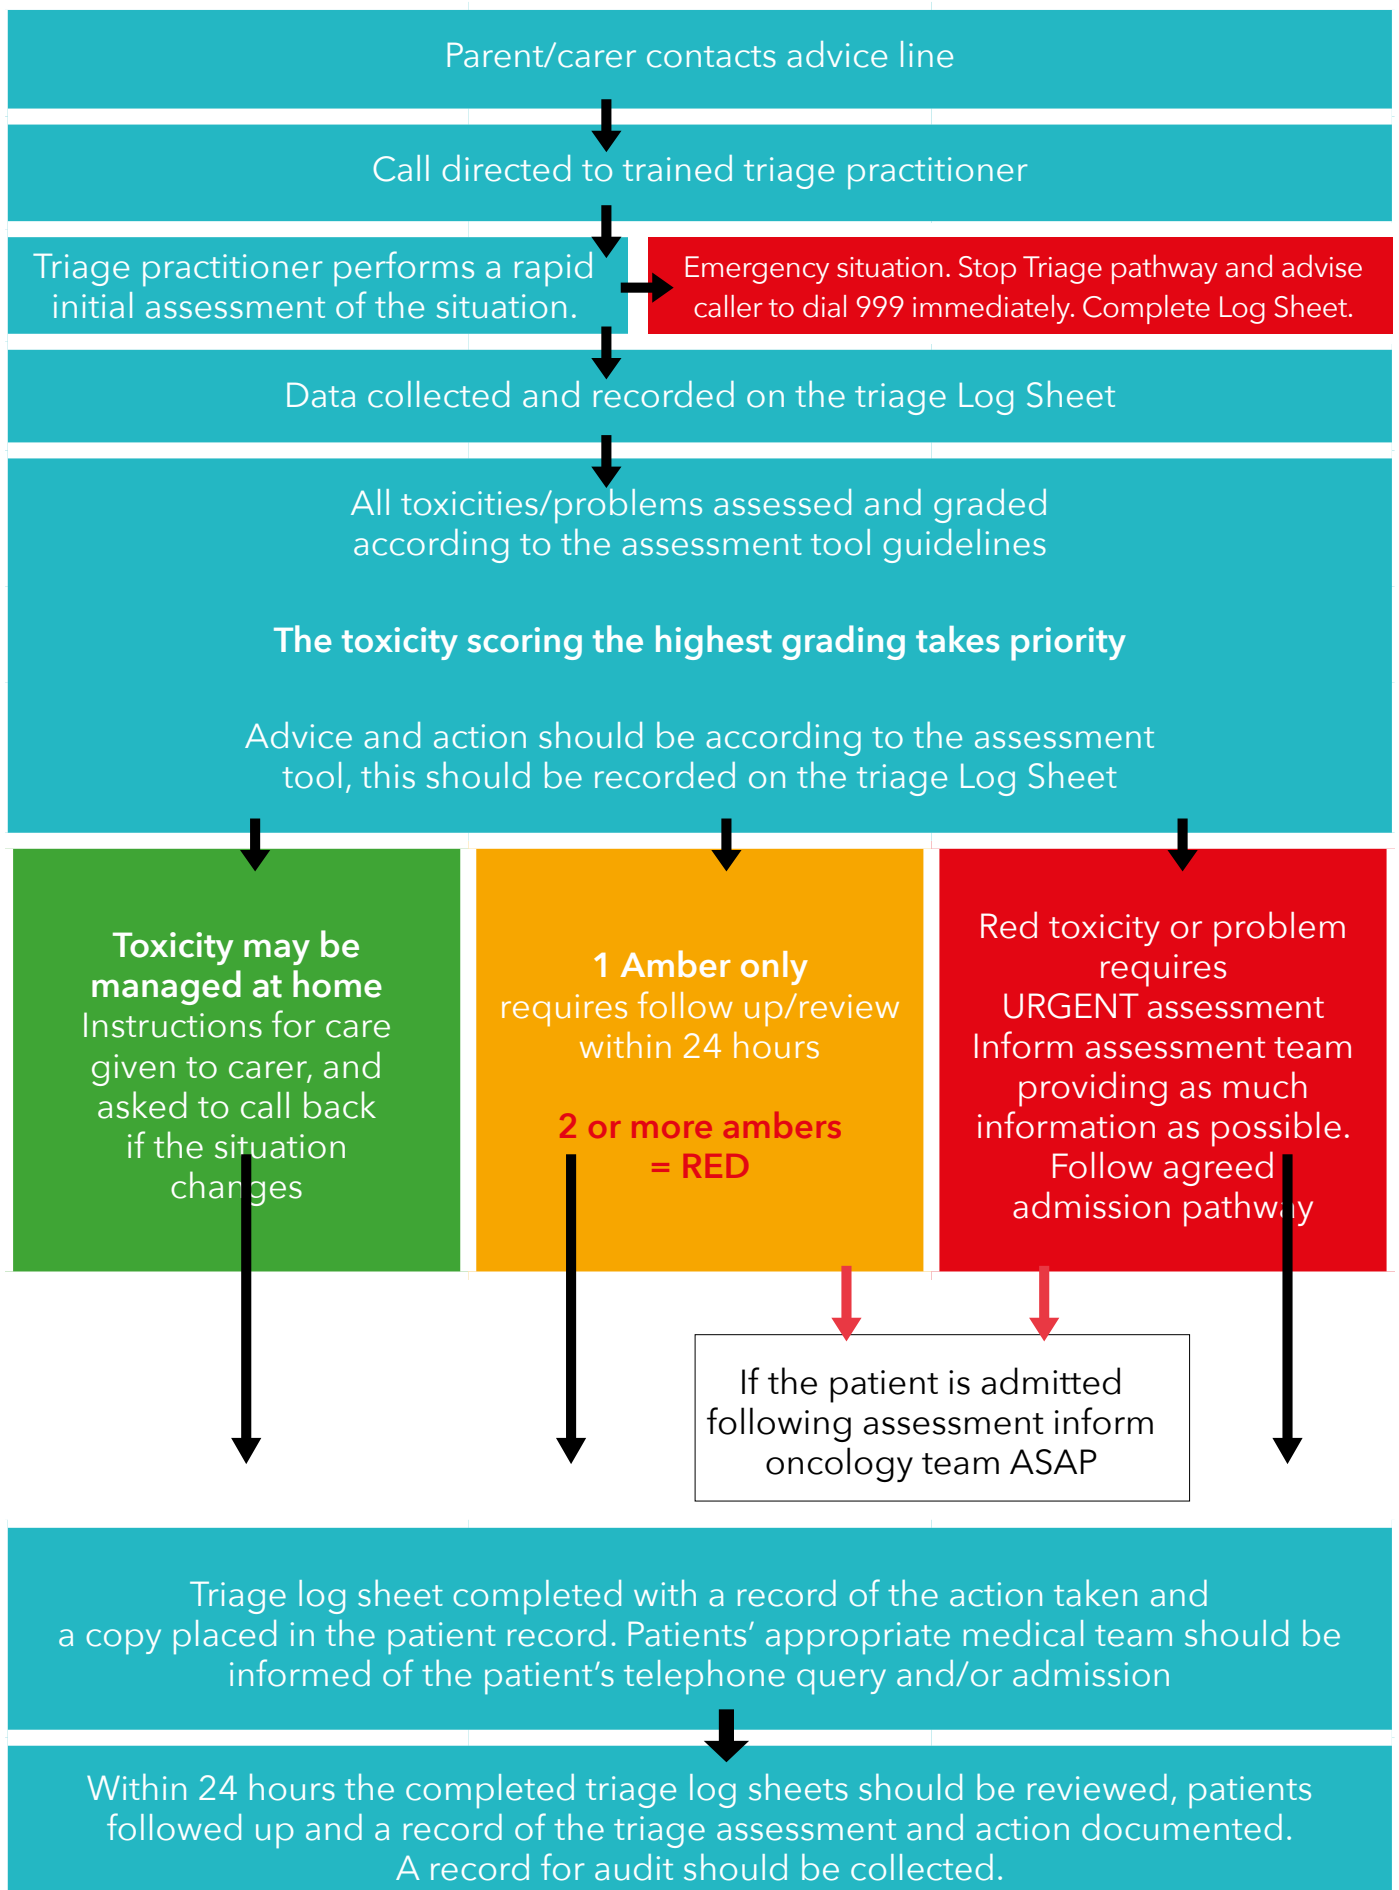 Parent/carer contacts advice line
Call directed to trained triage practitioner
Triage practitioner performs a rapid
initial assessment of the situation.
Emergency situation. Stop Triage pathway and advise
caller to dial 999 immediately. Complete Log Sheet.
Data collected and recorded on the triage Log Sheet
All toxicities/problems assessed and graded
according to the assessment tool guidelines
The toxicity scoring the highest grading takes priority
Advice and action should be according to the assessment
tool, this should be recorded on the triage Log Sheet
Toxicity may be
managed at home
Instructions for care
given to carer, and
asked to call back
if the situation
changes
1 Amber only
requires follow up/review
within 24 hours
2 or more ambers
= RED
Red toxicity or problem
requires
URGENT assessment
Inform assessment team
providing as much
information as possible.
Follow agreed
admission pathway
If the patient is admitted
following assessment inform
oncology team ASAP
Triage log sheet completed with a record of the action taken and
a copy placed in the patient record. Patients’ appropriate medical team should be
informed of the patient’s telephone query and/or admission
Within 24 hours the completed triage log sheets should be reviewed, patients
followed up and a record of the triage assessment and action documented.
A record for audit should be collected.